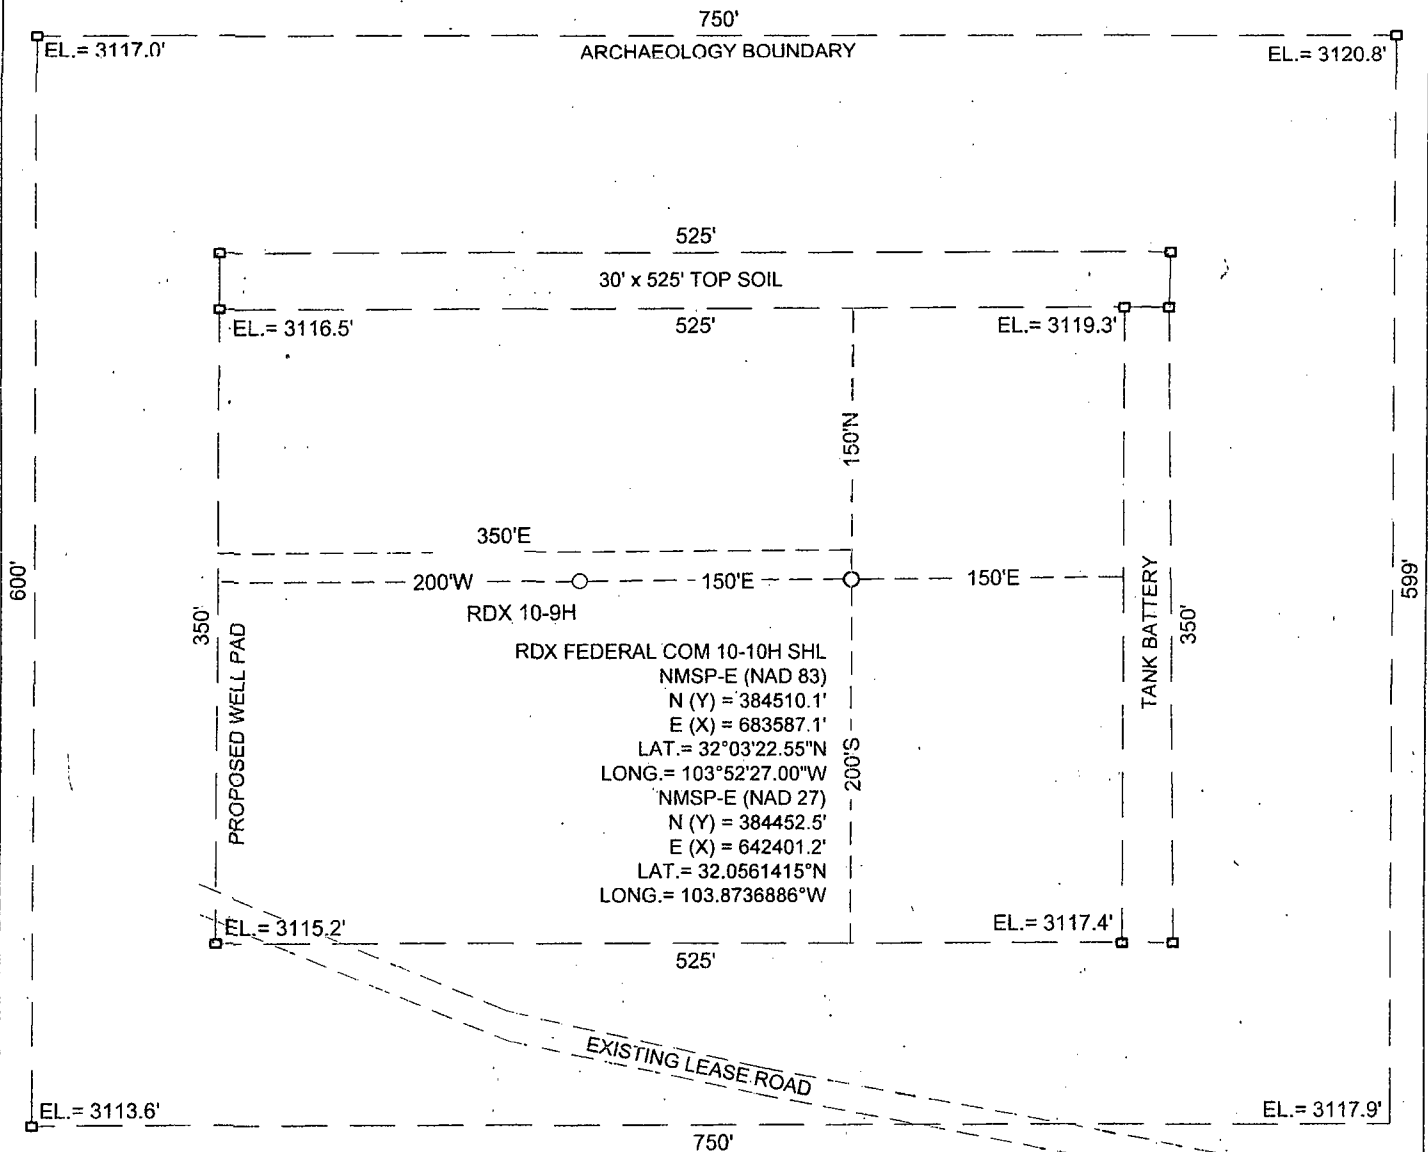 750'
EL.= 3117.0'
ARCHAEOLOGY BOUNDARY
EL.= 3120.8'
525'
30' x 525' TOP SOIL
EL.= 3116.5'
525'
EL.= 3119.3'
150'N
350'E
200'W
150'E
150'E
RDX 10-9H
600'
350'
PROPOSED WELL PAD
TANK BATTERY
350'
599'
RDX FEDERAL COM 10-10H SHL
NMSP-E (NAD 83)
N (Y) = 384510.1'
E (X) = 683587.1'
LAT.= 32°03'22.55"N
LONG.= 103°52'27.00"W
NMSP-E (NAD 27)
N (Y) = 384452.5'
E (X) = 642401.2'
LAT.= 32.0561415°N
LONG.= 103.8736886°W
200'S
EL.= 3115.2'
EL.= 3117.4'
525'
EXISTING LEASE ROAD
EL.= 3113.6'
EL.= 3117.9'
750'